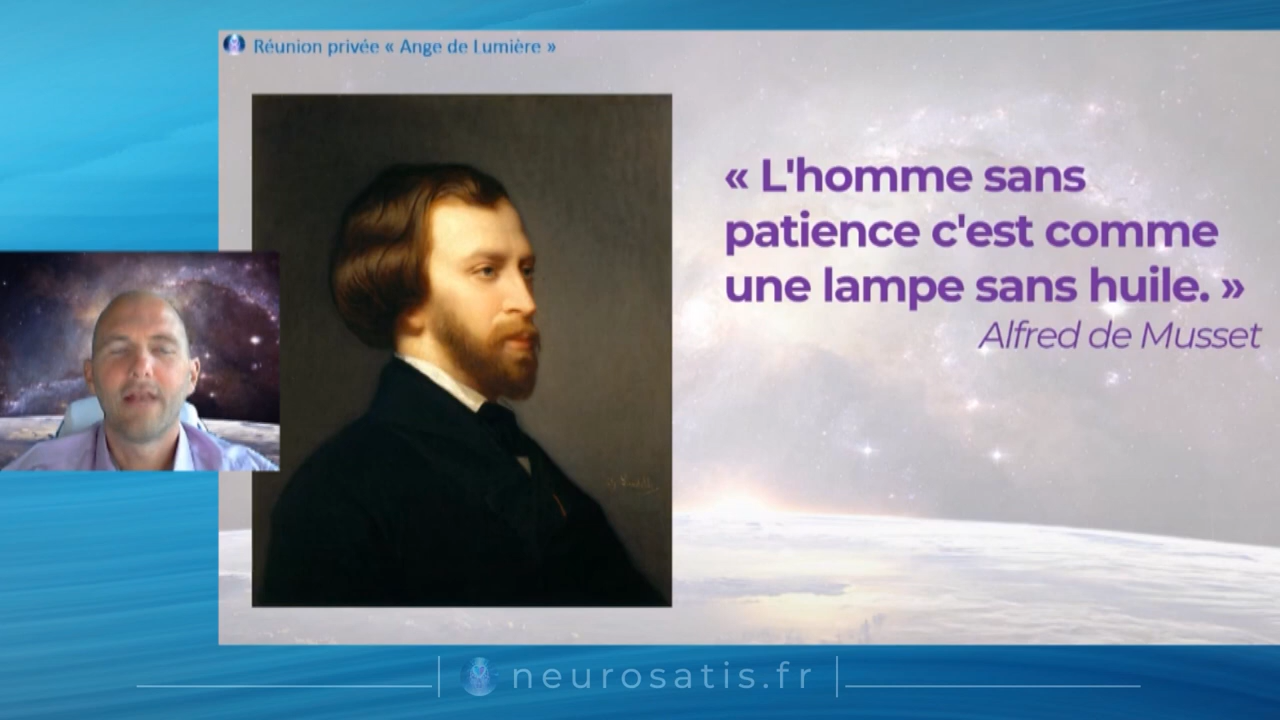 Réunion privée « Ange de Lumière »
« L'homme sans
patience c'est comme
une lampe sans huile. »
Alfred de Musset
neurosatis.fr